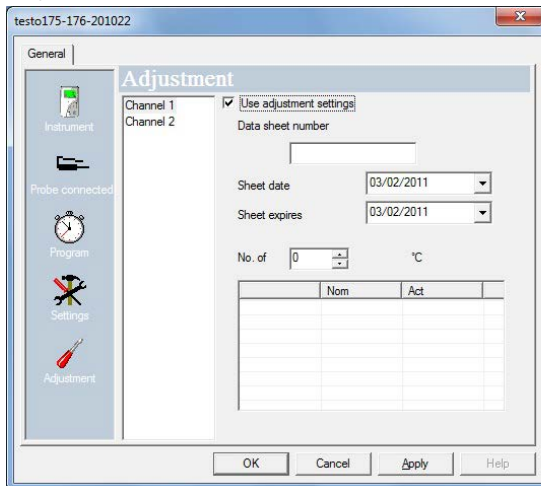 testo175-176-201022
General
Adjustment
Instrument
Probe connected
Program
Settings
Adjustment
Channel 1
Channel 2
Use adjustment settings
Data sheet number
Sheet date 03/02/2011
Sheet expires 03/02/2011
No. of 0 °C
Nom Act
OK Cancel Apply Help